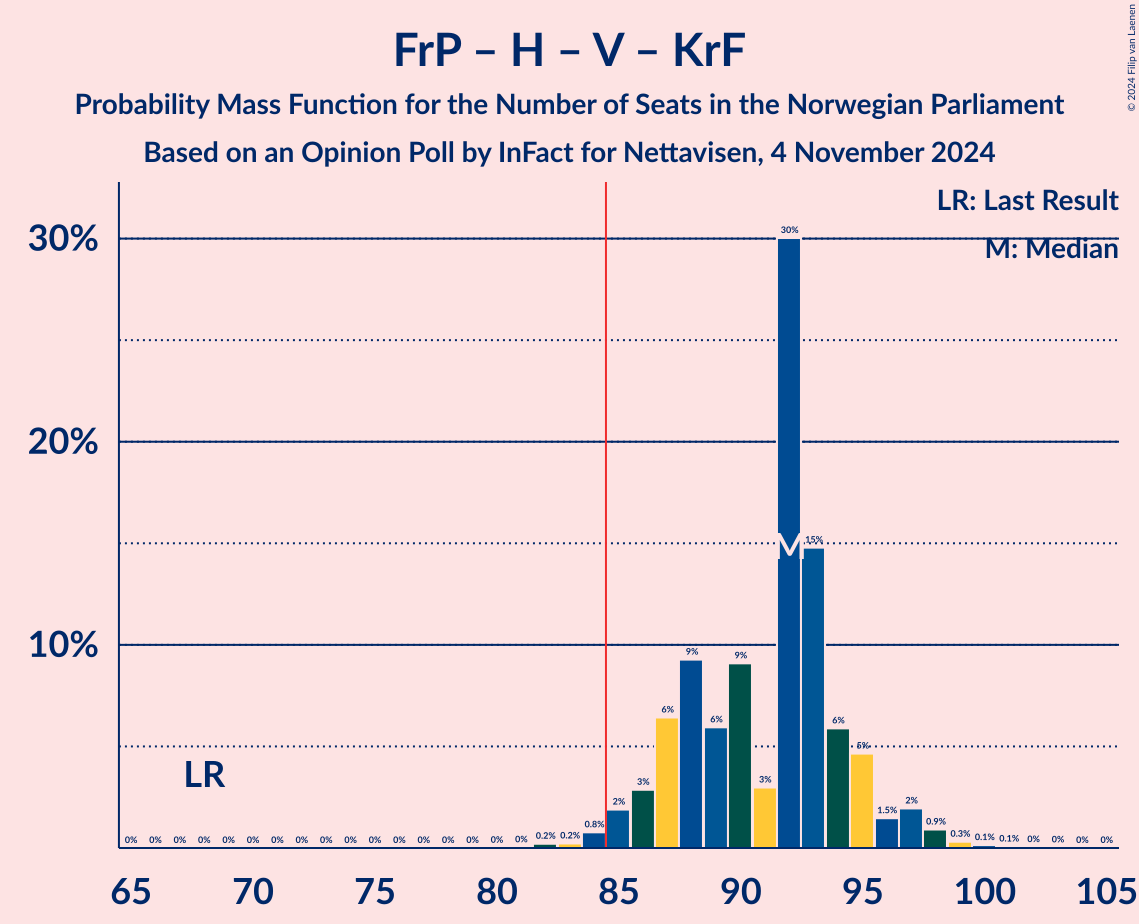 FrP – H – V – KrF
Probability Mass Function for the Number of Seats in the Norwegian Parliament
Based on an Opinion Poll by InFact for Nettavisen, 4 November 2024
© 2024 Filip van Laenen
LR: Last Result
M: Median
30%
20%
10%
LR
M
0% 0% 0% 0% 0% 0% 0% 0% 0% 0% 0% 0% 0% 0% 0% 0% 0% 0.2% 0.2% 0.8% 2% 3% 6% 9% 6% 9% 3% 30% 15% 6% 5% 1.5% 2% 0.9% 0.3% 0.1% 0.1% 0% 0% 0% 0%
65 70 75 80 85 90 95 100 105